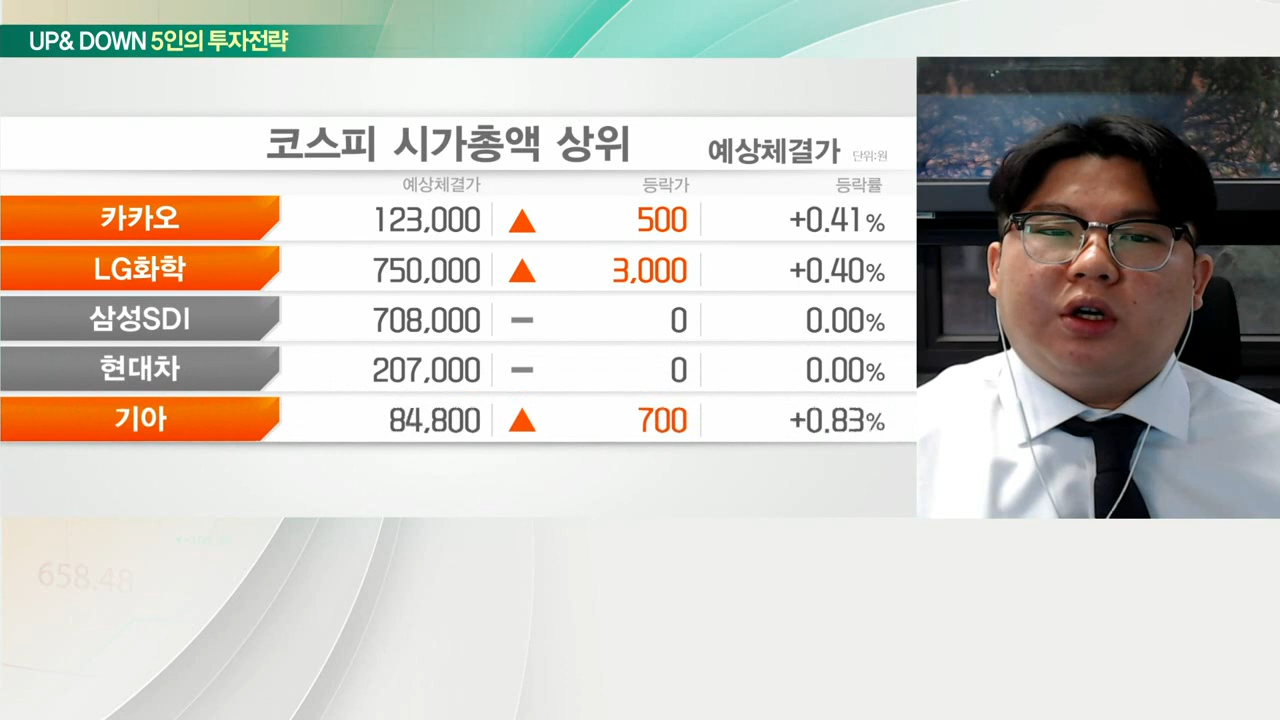 UP& DOWN 5인의 투자전략
코스피 시가총액 상위 예상체결가 단위:원
예상체결가 등락가 등락률
카카오 123,000 ▲ 500 +0.41%
LG화학 750,000 ▲ 3,000 +0.40%
삼성SDI 708,000 - 0 0.00%
현대차 207,000 - 0 0.00%
기아 84,800 ▲ 700 +0.83%
658.48